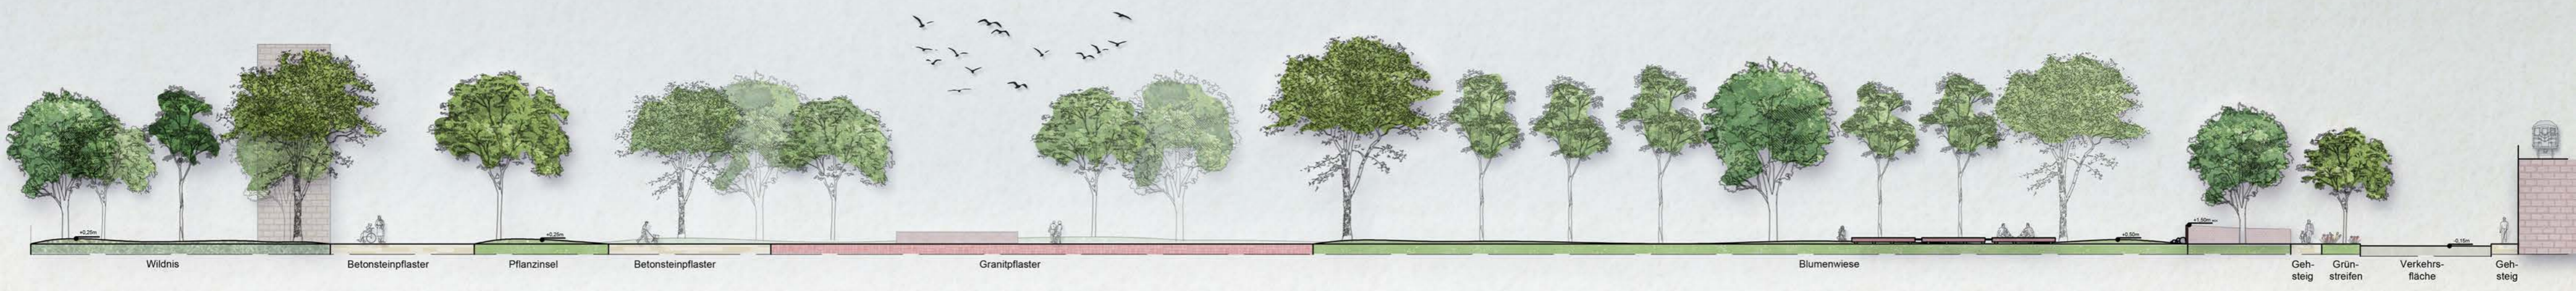 +0,25m
+0,25m
+1,50m
+0,50m
-0,15m
Wildnis
Betonsteinpflaster
Pflanzinsel
Betonsteinpflaster
Granitpflaster
Blumenwiese
Geh-
steig
Grün-
streifen
Verkehrs-
fläche
Geh-
steig